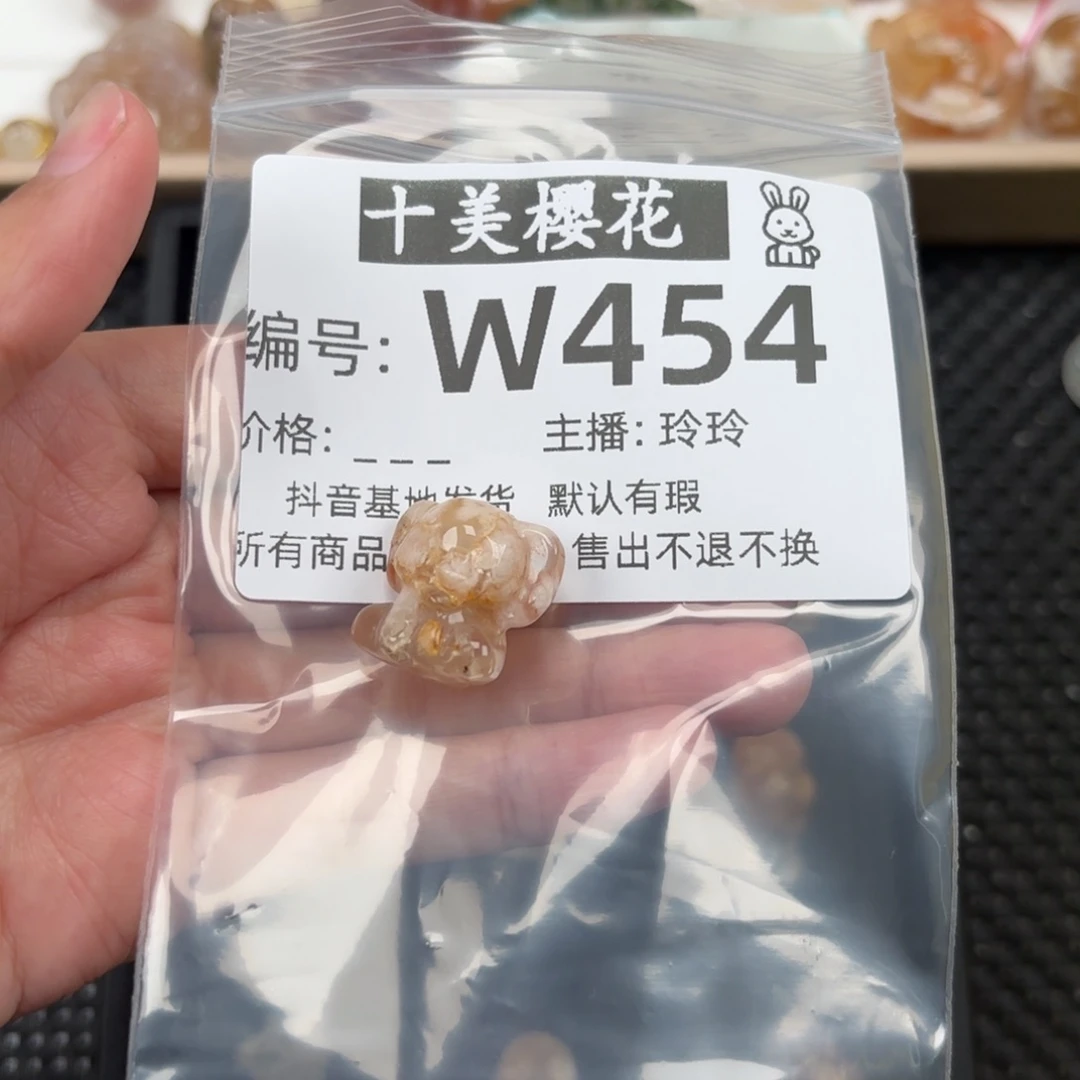 十美樱花
编号: W454
价格: _ _ _ 主播: 玲玲
抖音基地发货 默认有瑕
所有商品 售出不退不换